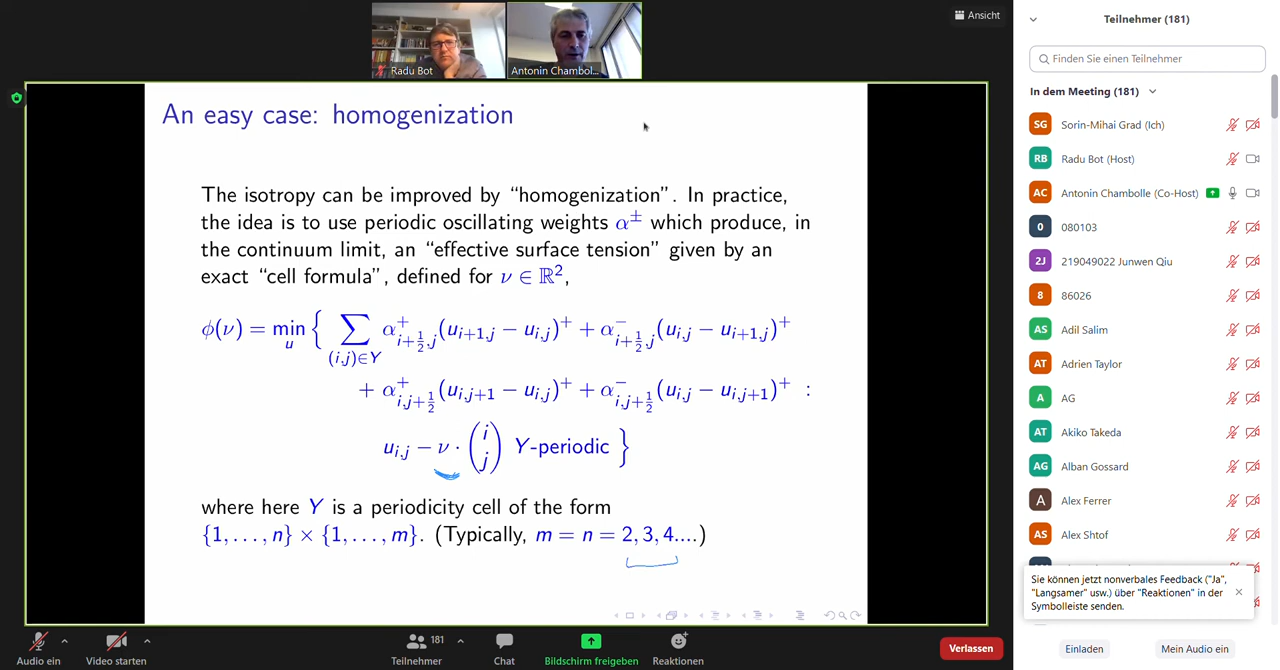 Ansicht
Radu Bot
Antonin Chambol...
Teilnehmer (181)
Finden Sie einen Teilnehmer
In dem Meeting (181)
SG Sorin-Mihai Grad (Ich)
RB Radu Bot (Host)
AC Antonin Chambolle (Co-Host)
0 080103
2J 219049022 Junwen Qiu
8 86026
AS Adil Salim
AT Adrien Taylor
A AG
AT Akiko Takeda
AG Alban Gossard
A Alex Ferrer
AS Alex Shtof
Sie können jetzt nonverbales Feedback ("Ja",
"Langsamer" usw.) über "Reaktionen" in der
Symbolleiste senden.
Einladen
Mein Audio ein
An easy case: homogenization
The isotropy can be improved by “homogenization”. In practice,
the idea is to use periodic oscillating weights α± which produce, in
the continuum limit, an “effective surface tension” given by an
exact “cell formula”, defined for ν ∈ ℝ²,
ϕ(ν) = min_u { ∑_{(i,j)∈Y} α⁺_{i+½,j}(u_{i+1,j} − u_{i,j})⁺ + α⁻_{i+½,j}(u_{i,j} − u_{i+1,j})⁺
+ α⁺_{i,j+½}(u_{i,j+1} − u_{i,j})⁺ + α⁻_{i,j+½}(u_{i,j} − u_{i,j+1})⁺ :
u_{i,j} − ν · (i j) Y-periodic }
where here Y is a periodicity cell of the form
{1, . . . , n} × {1, . . . , m}. (Typically, m = n = 2, 3, 4....)
Audio ein
Video starten
181
Teilnehmer
Chat
Bildschirm freigeben
Reaktionen
Verlassen